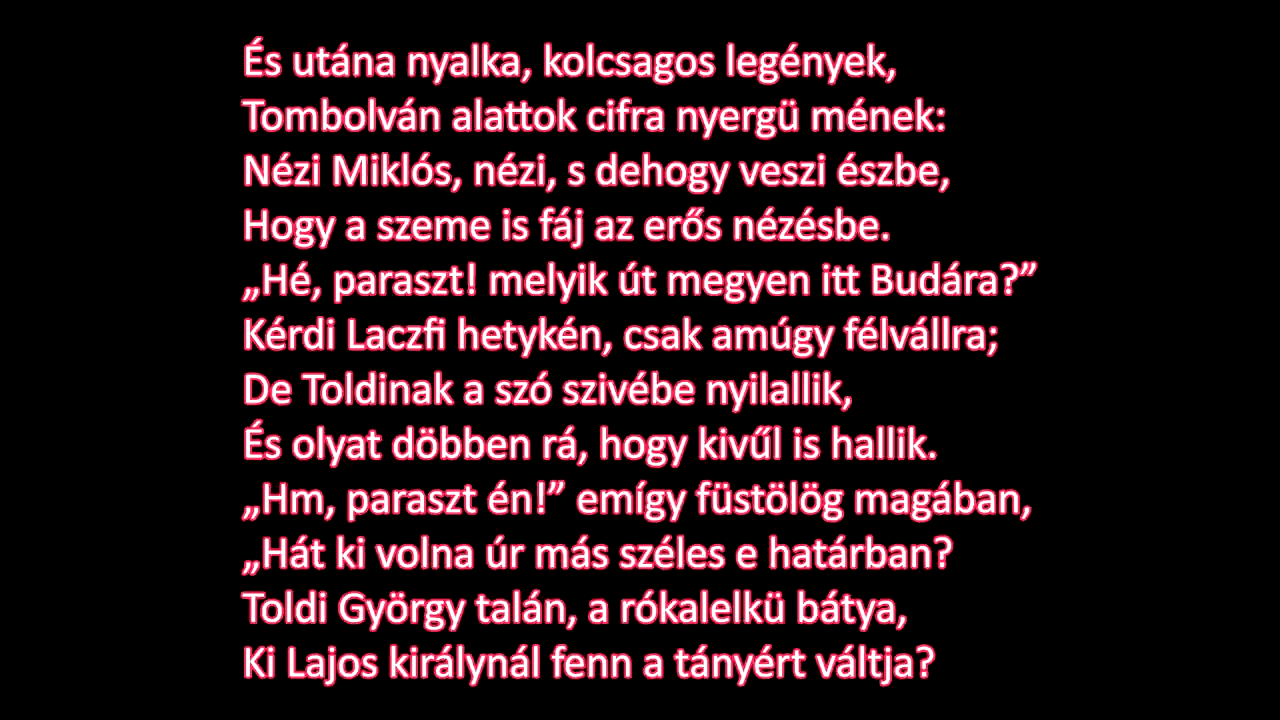 És utána nyalka, kolcsagos legények,
Tombolván alattok cifra nyergü mének:
Nézi Miklós, nézi, s dehogy veszi észbe,
Hogy a szeme is fáj az erős nézésbe.
„Hé, paraszt! melyik út megyen itt Budára?”
Kérdi Laczfi hetykén, csak amúgy félvállra;
De Toldinak a szó szivébe nyilallik,
És olyat döbben rá, hogy kivűl is hallik.
„Hm, paraszt én!” emígy füstölög magában,
„Hát ki volna úr más széles e határban?
Toldi György talán, a rókalelkü bátya,
Ki Lajos királynál fenn a tányért váltja?